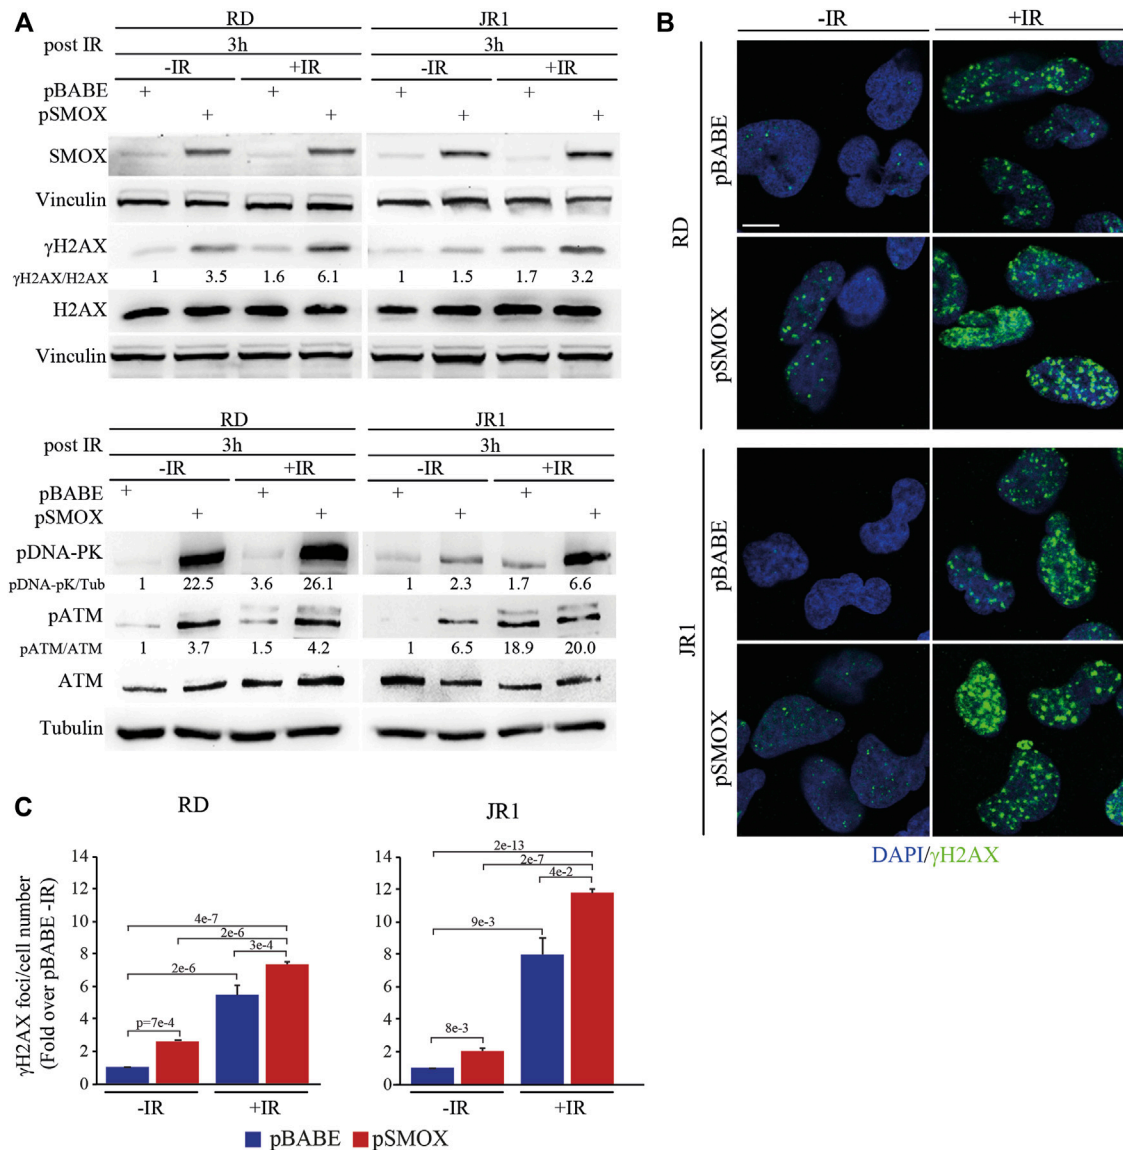 A
RD JR1
post IR 3h 3h
-IR +IR -IR +IR
pBABE + + + +
pSMOX + + + +
SMOX
Vinculin
γH2AX
γH2AX/H2AX 1 3.5 1.6 6.1 1 1.5 1.7 3.2
H2AX
Vinculin
RD JR1
post IR 3h 3h
-IR +IR -IR +IR
pBABE + + + +
pSMOX + + + +
pDNA-PK
pDNA-pK/Tub 1 22.5 3.6 26.1 1 2.3 1.7 6.6
pATM
pATM/ATM 1 3.7 1.5 4.2 1 6.5 18.9 20.0
ATM
Tubulin
B
-IR +IR
RD
pBABE
pSMOX
JR1
pBABE
pSMOX
DAPI/γH2AX
C
RD
γH2AX foci/cell number
(Fold over pBABE -IR)
14
12
10
8
6
4
2
0
4e-7
2e-6
3e-4
2e-6
p=7e-4
-IR +IR
JR1
14
12
10
8
6
4
2
0
2e-13
2e-7
4e-2
9e-3
8e-3
-IR +IR
pBABE pSMOX